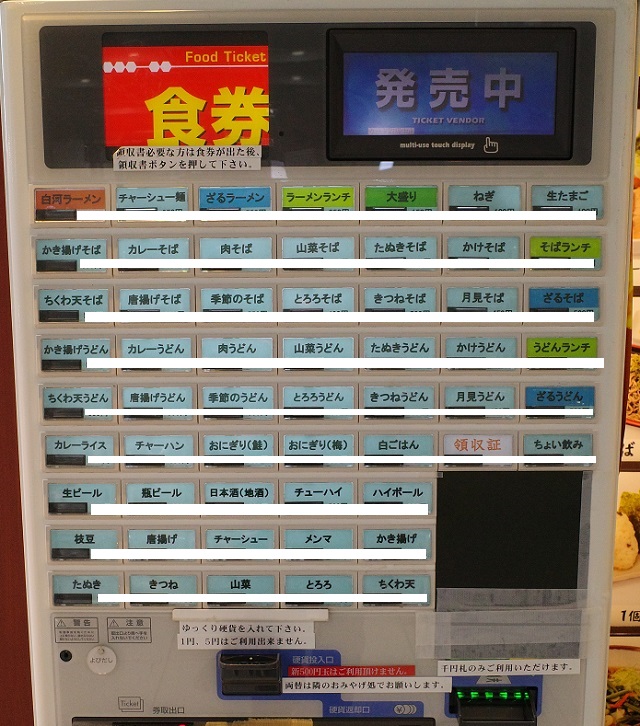 Food Ticket
食券
発売中
TICKET VENDOR
multi-use touch display
領収書必要な方は食券が出た後、
領収書ボタンを押して下さい。
白河ラーメン チャーシュー麺 ざるラーメン ラーメンランチ 大盛り ねぎ 生たまご
かき揚げそば カレーそば 肉そば 山菜そば たぬきそば かけそば そばランチ
ちくわ天そば 唐揚げそば 季節のそば とろろそば きつねそば 月見そば ざるそば
かき揚げうどん カレーうどん 肉うどん 山菜うどん たぬきうどん かけうどん うどんランチ
ちくわ天うどん 唐揚げうどん 季節のうどん とろろうどん きつねうどん 月見うどん ざるうどん
カレーライス チャーハン おにぎり(鮭) おにぎり(梅) 白ごはん 領収証 ちょい飲み
生ビール 瓶ビール 日本酒(地酒) チューハイ ハイボール
枝豆 唐揚げ チャーシュー メンマ かき揚げ
たぬき きつね 山菜 とろろ ちくわ天
警告 注意
よびだし
ゆっくり硬貨を入れて下さい。
1円、5円はご利用出来ません。
硬貨投入口
新500円玉はご利用頂けません。
両替は隣のおみやげ処でお願いします。
千円札のみご利用いただけます。
Ticket 券取出口
硬貨返却口
ば
1個